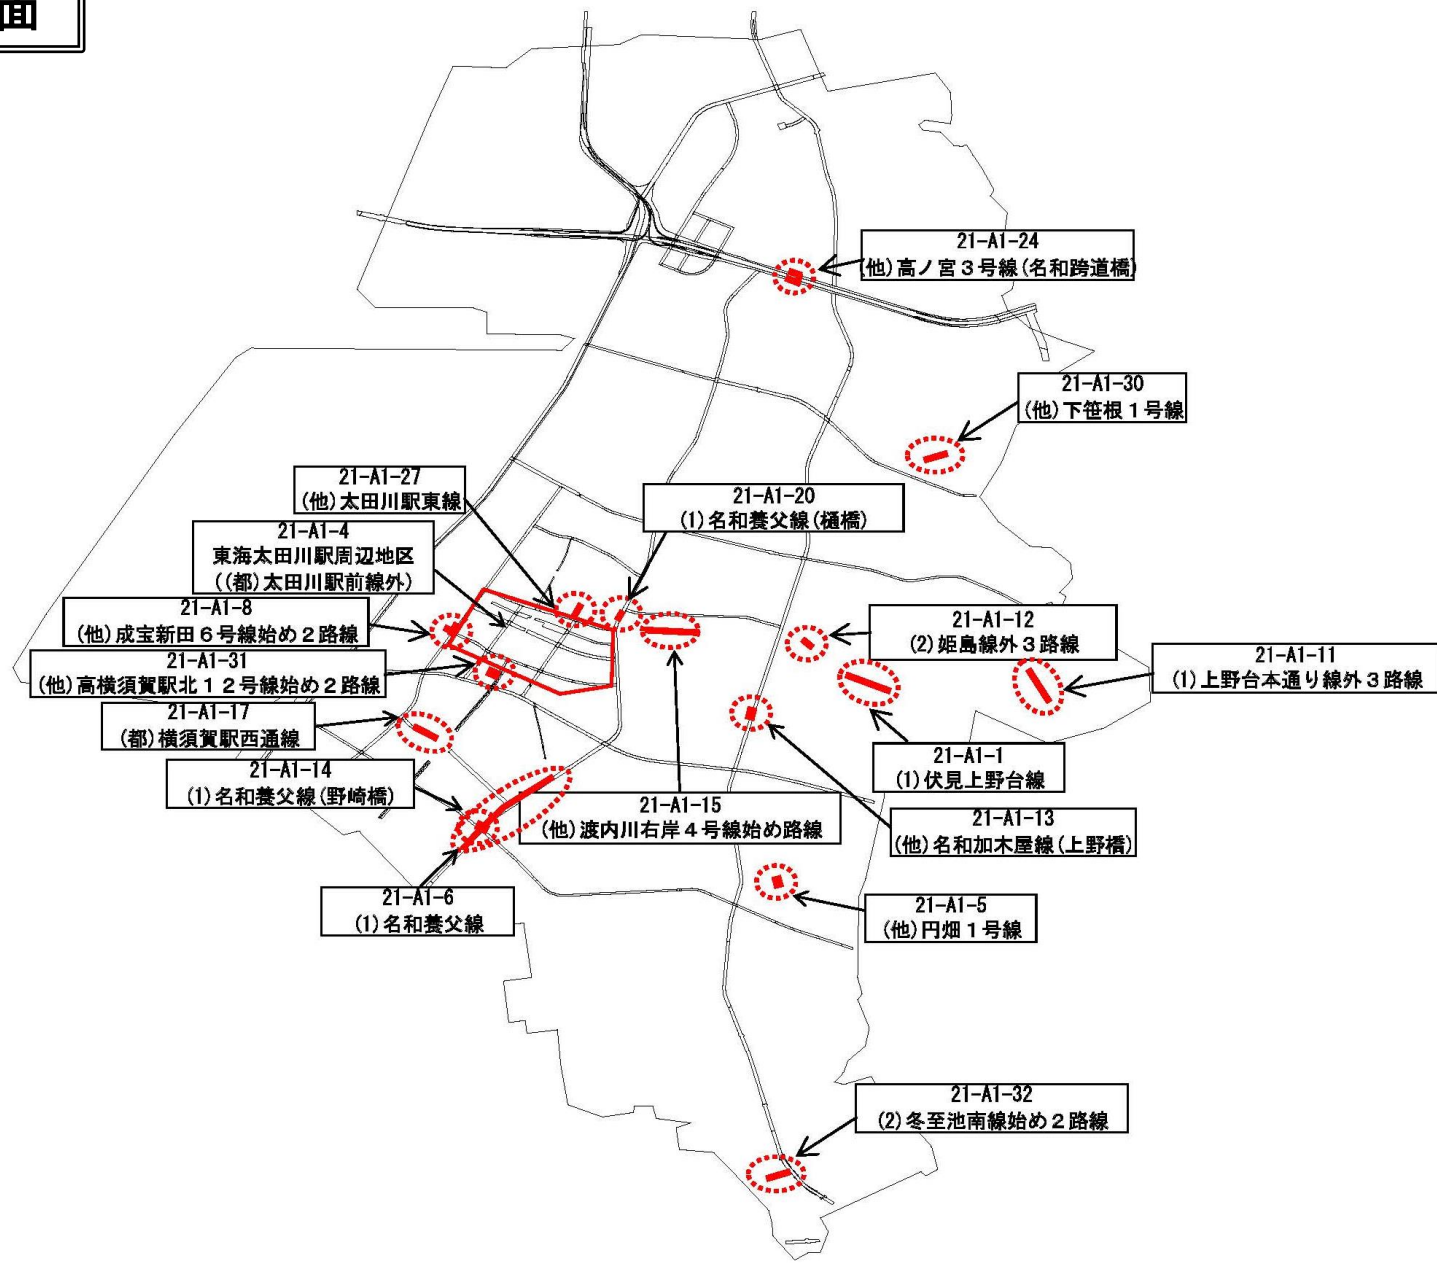 面
21-A1-24
(他)高ノ宮3号線(名和跨道橋)
21-A1-30
(他)下笹根1号線
21-A1-27
(他)太田川駅東線
21-A1-20
(1)名和養父線(樋橋)
21-A1-4
東海太田川駅周辺地区
((都)太田川駅前線外)
21-A1-8
(他)成宝新田6号線始め2路線
21-A1-12
(2)姫島線外3路線
21-A1-31
(他)高横須賀駅北12号線始め2路線
21-A1-11
(1)上野台本通り線外3路線
21-A1-17
(都)横須賀駅西通線
21-A1-1
(1)伏見上野台線
21-A1-14
(1)名和養父線(野崎橋)
21-A1-15
(他)渡内川右岸4号線始め路線
21-A1-13
(他)名和加木屋線(上野橋)
21-A1-6
(1)名和養父線
21-A1-5
(他)円畑1号線
21-A1-32
(2)冬至池南線始め2路線